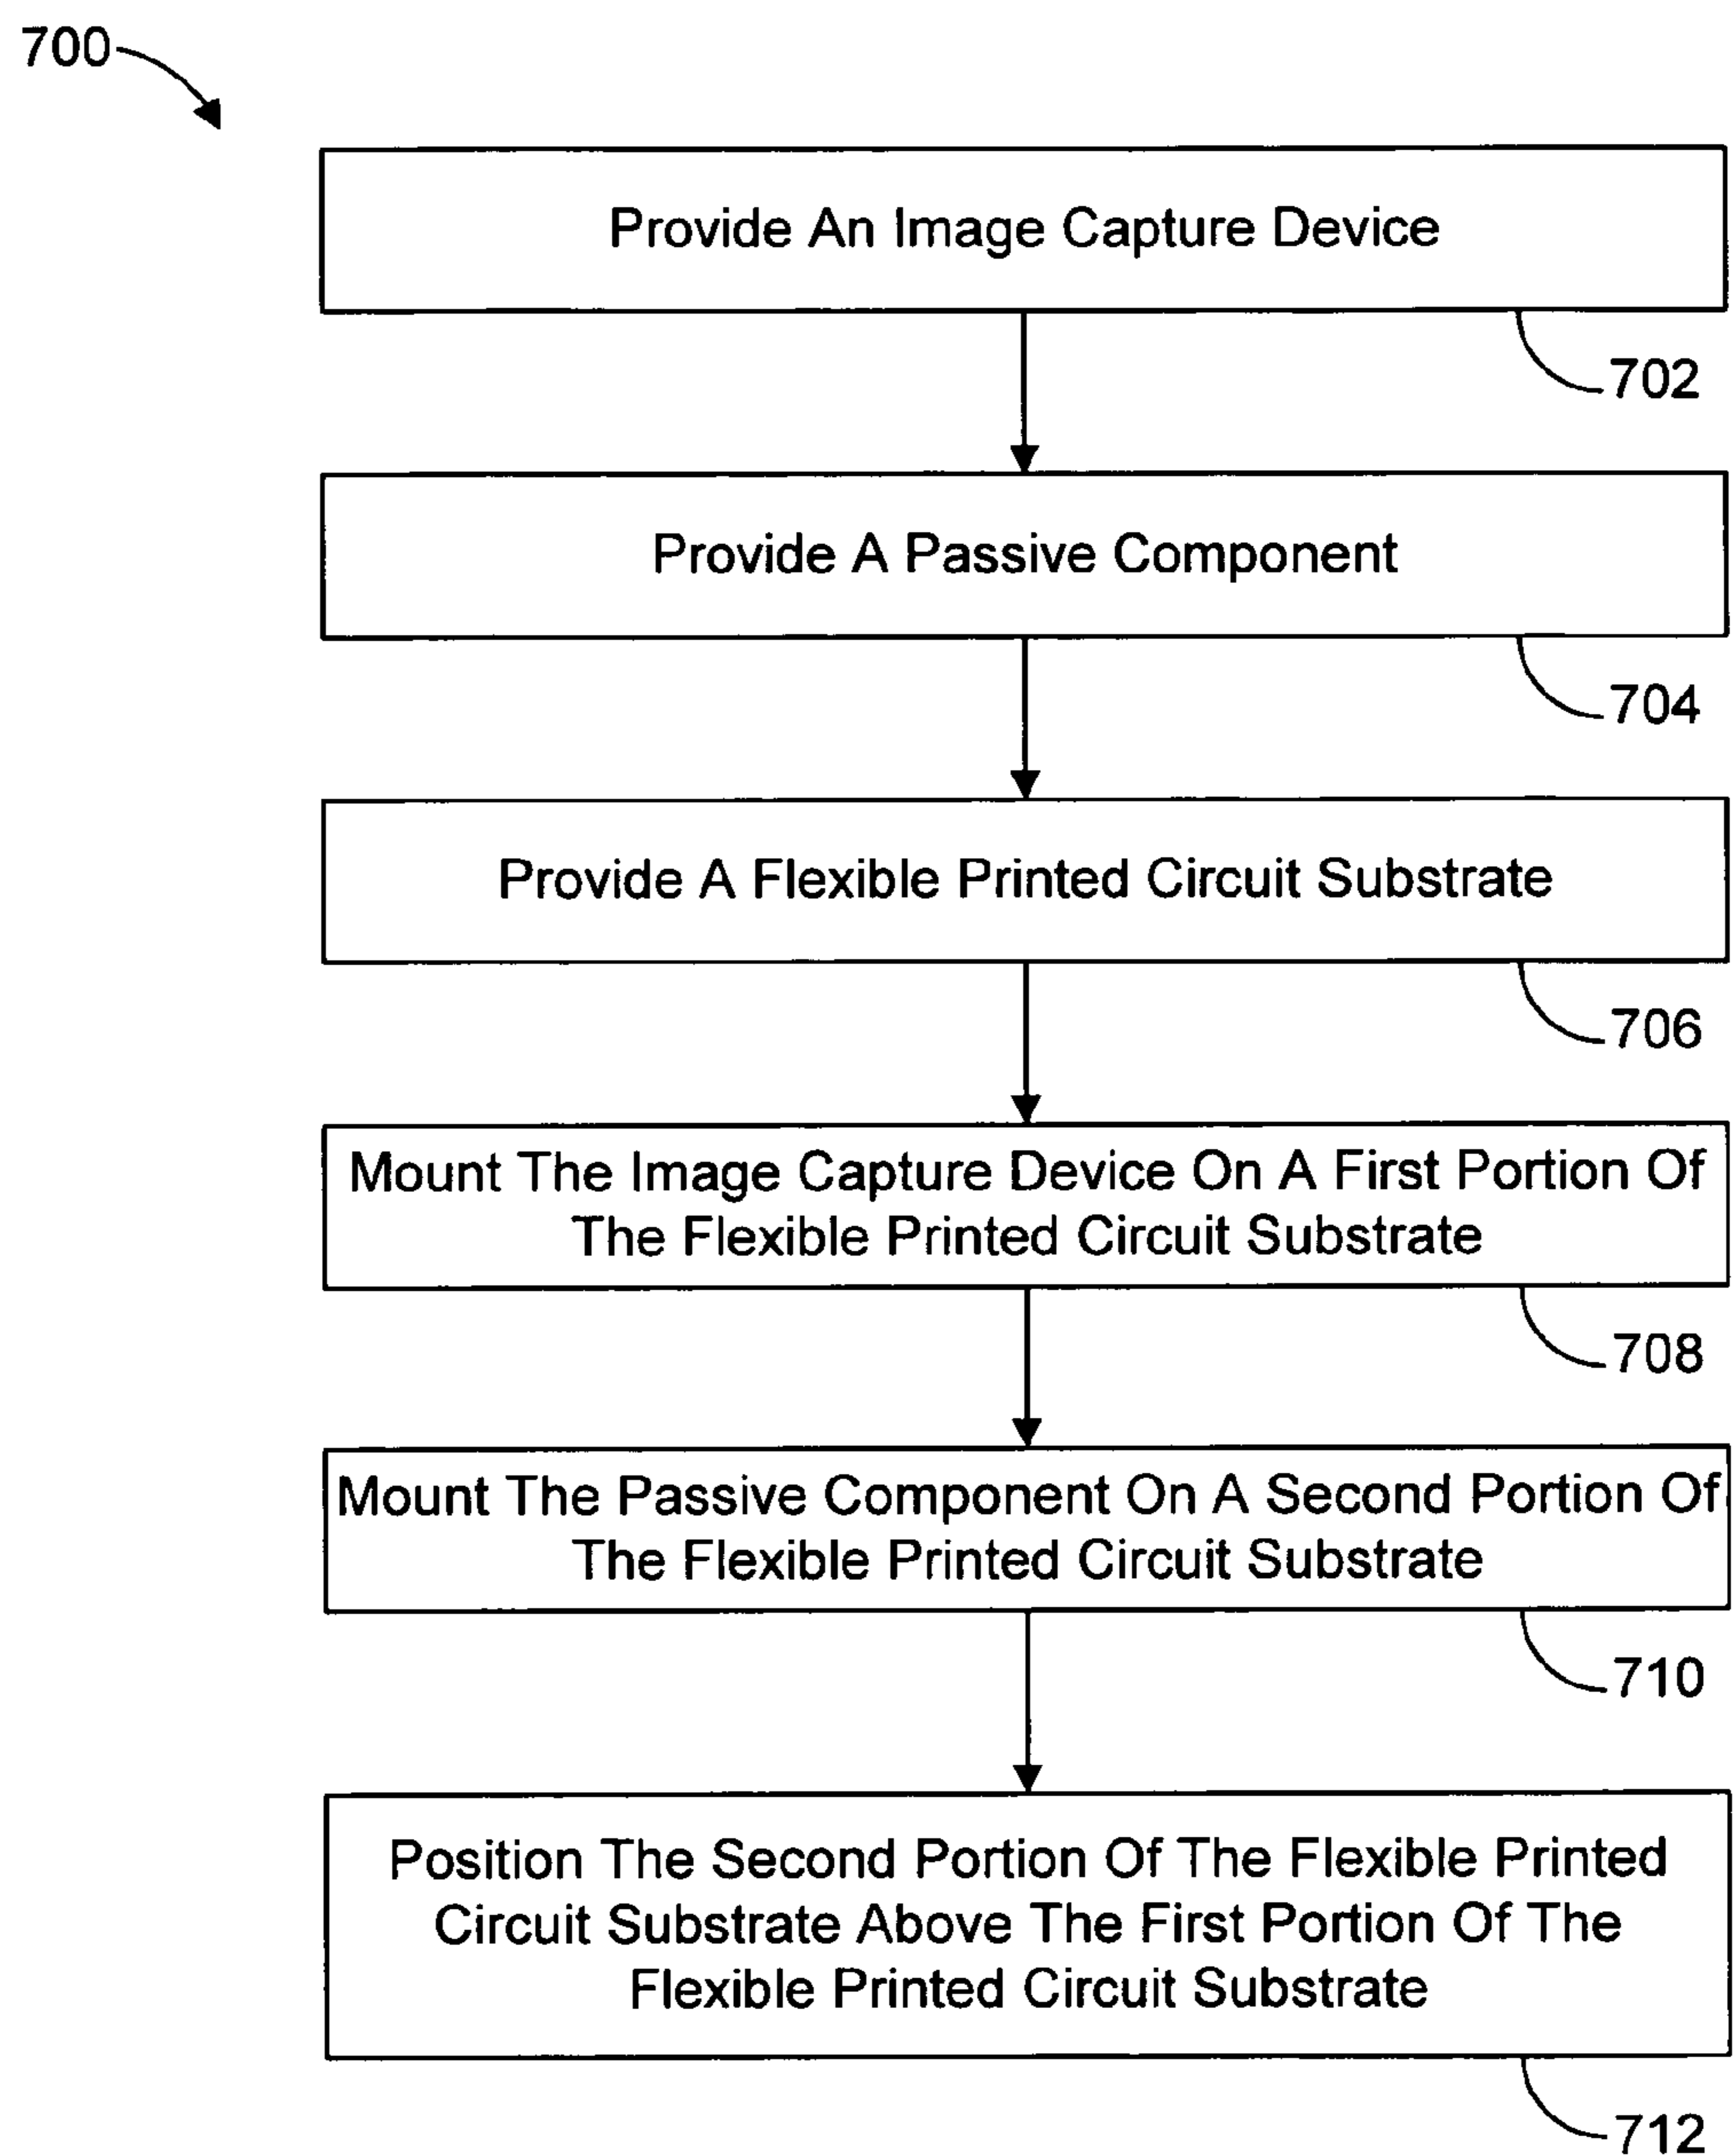 700
Provide An Image Capture Device
702
Provide A Passive Component
704
Provide A Flexible Printed Circuit Substrate
706
Mount The Image Capture Device On A First Portion Of
The Flexible Printed Circuit Substrate
708
Mount The Passive Component On A Second Portion Of
The Flexible Printed Circuit Substrate
710
Position The Second Portion Of The Flexible Printed
Circuit Substrate Above The First Portion Of The
Flexible Printed Circuit Substrate
712